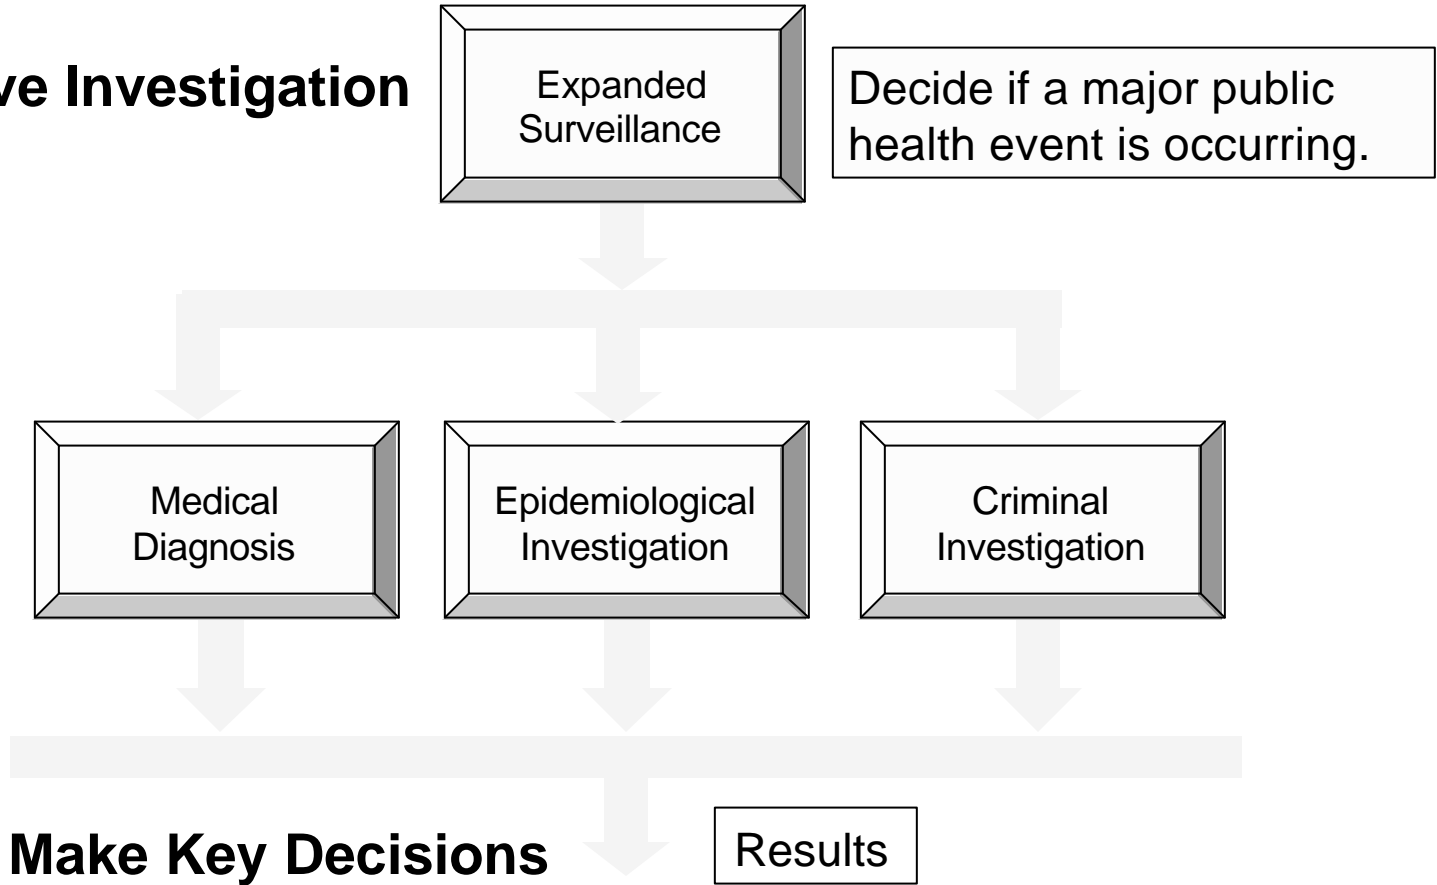 ve Investigation
Expanded
Surveillance
Decide if a major public
health event is occurring.
Medical
Diagnosis
Epidemiological
Investigation
Criminal
Investigation
Make Key Decisions
Results